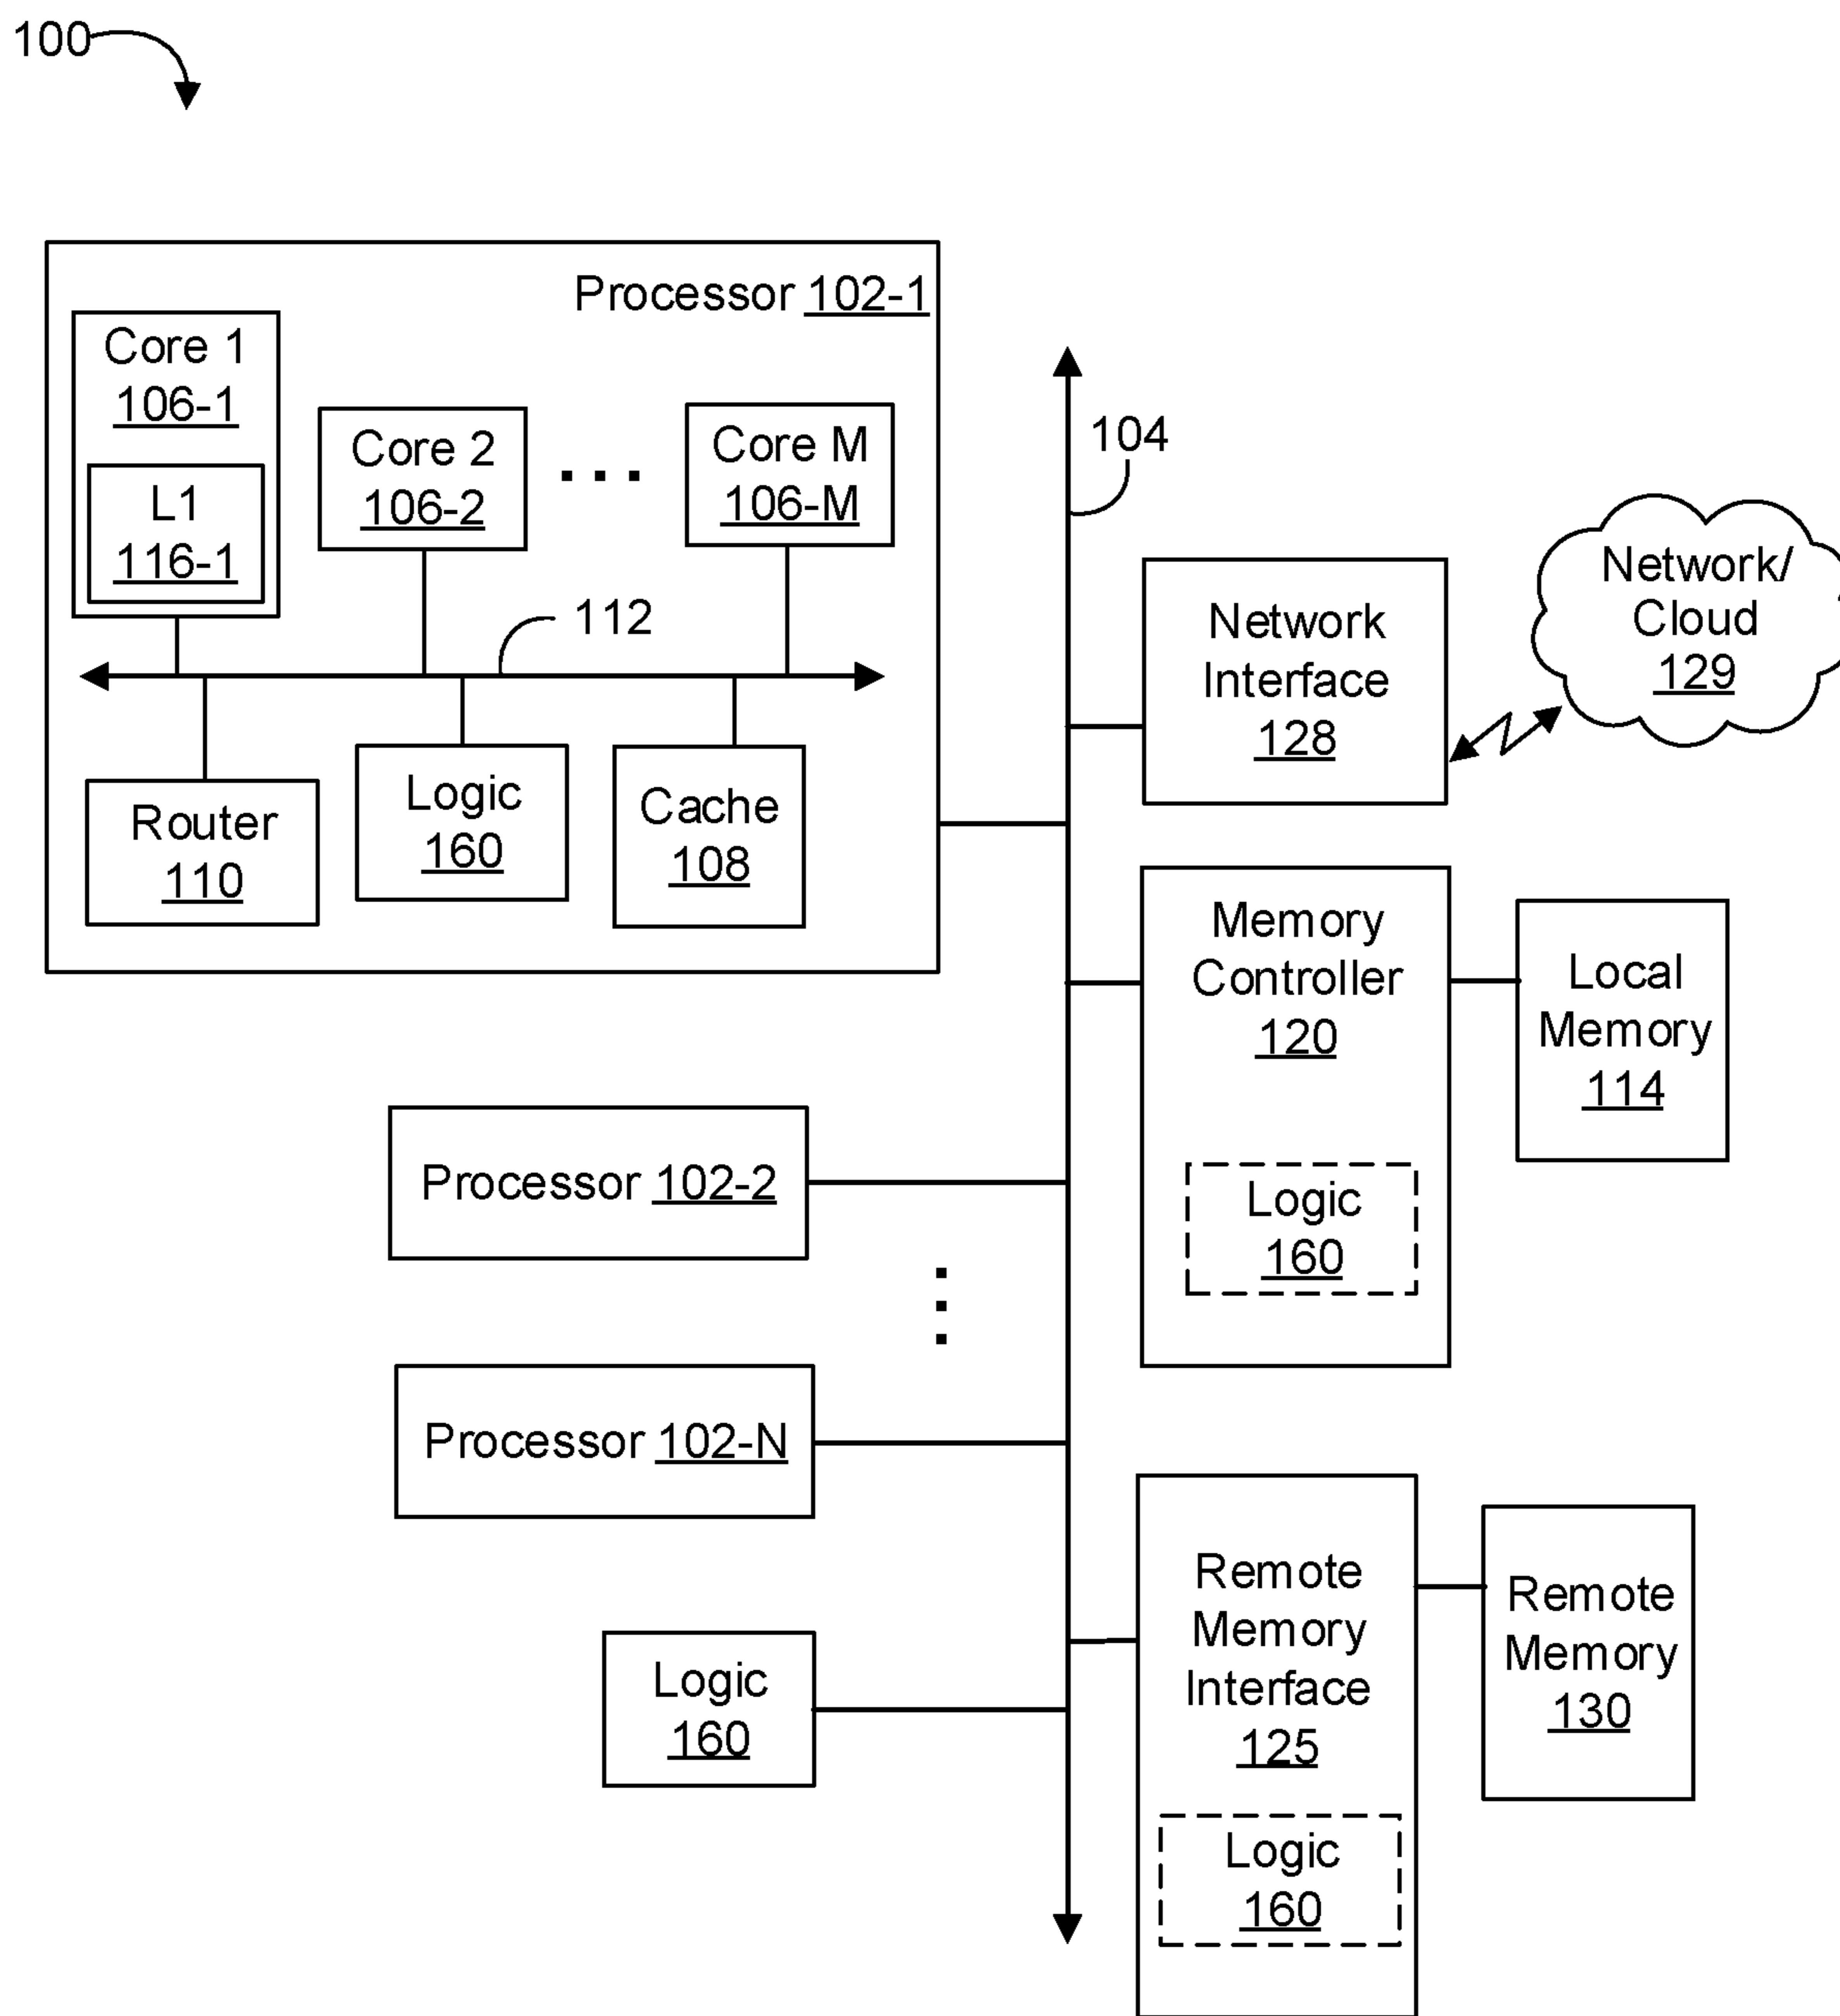 100
Processor 102-1
Core 1
106-1
L1
116-1
Core 2
106-2
. . .
Core M
106-M
112
Router
110
Logic
160
Cache
108
104
Network
Interface
128
Network/
Cloud
129
Memory
Controller
120
Logic
160
Local
Memory
114
Processor 102-2
Processor 102-N
Logic
160
Remote
Memory
Interface
125
Logic
160
Remote
Memory
130